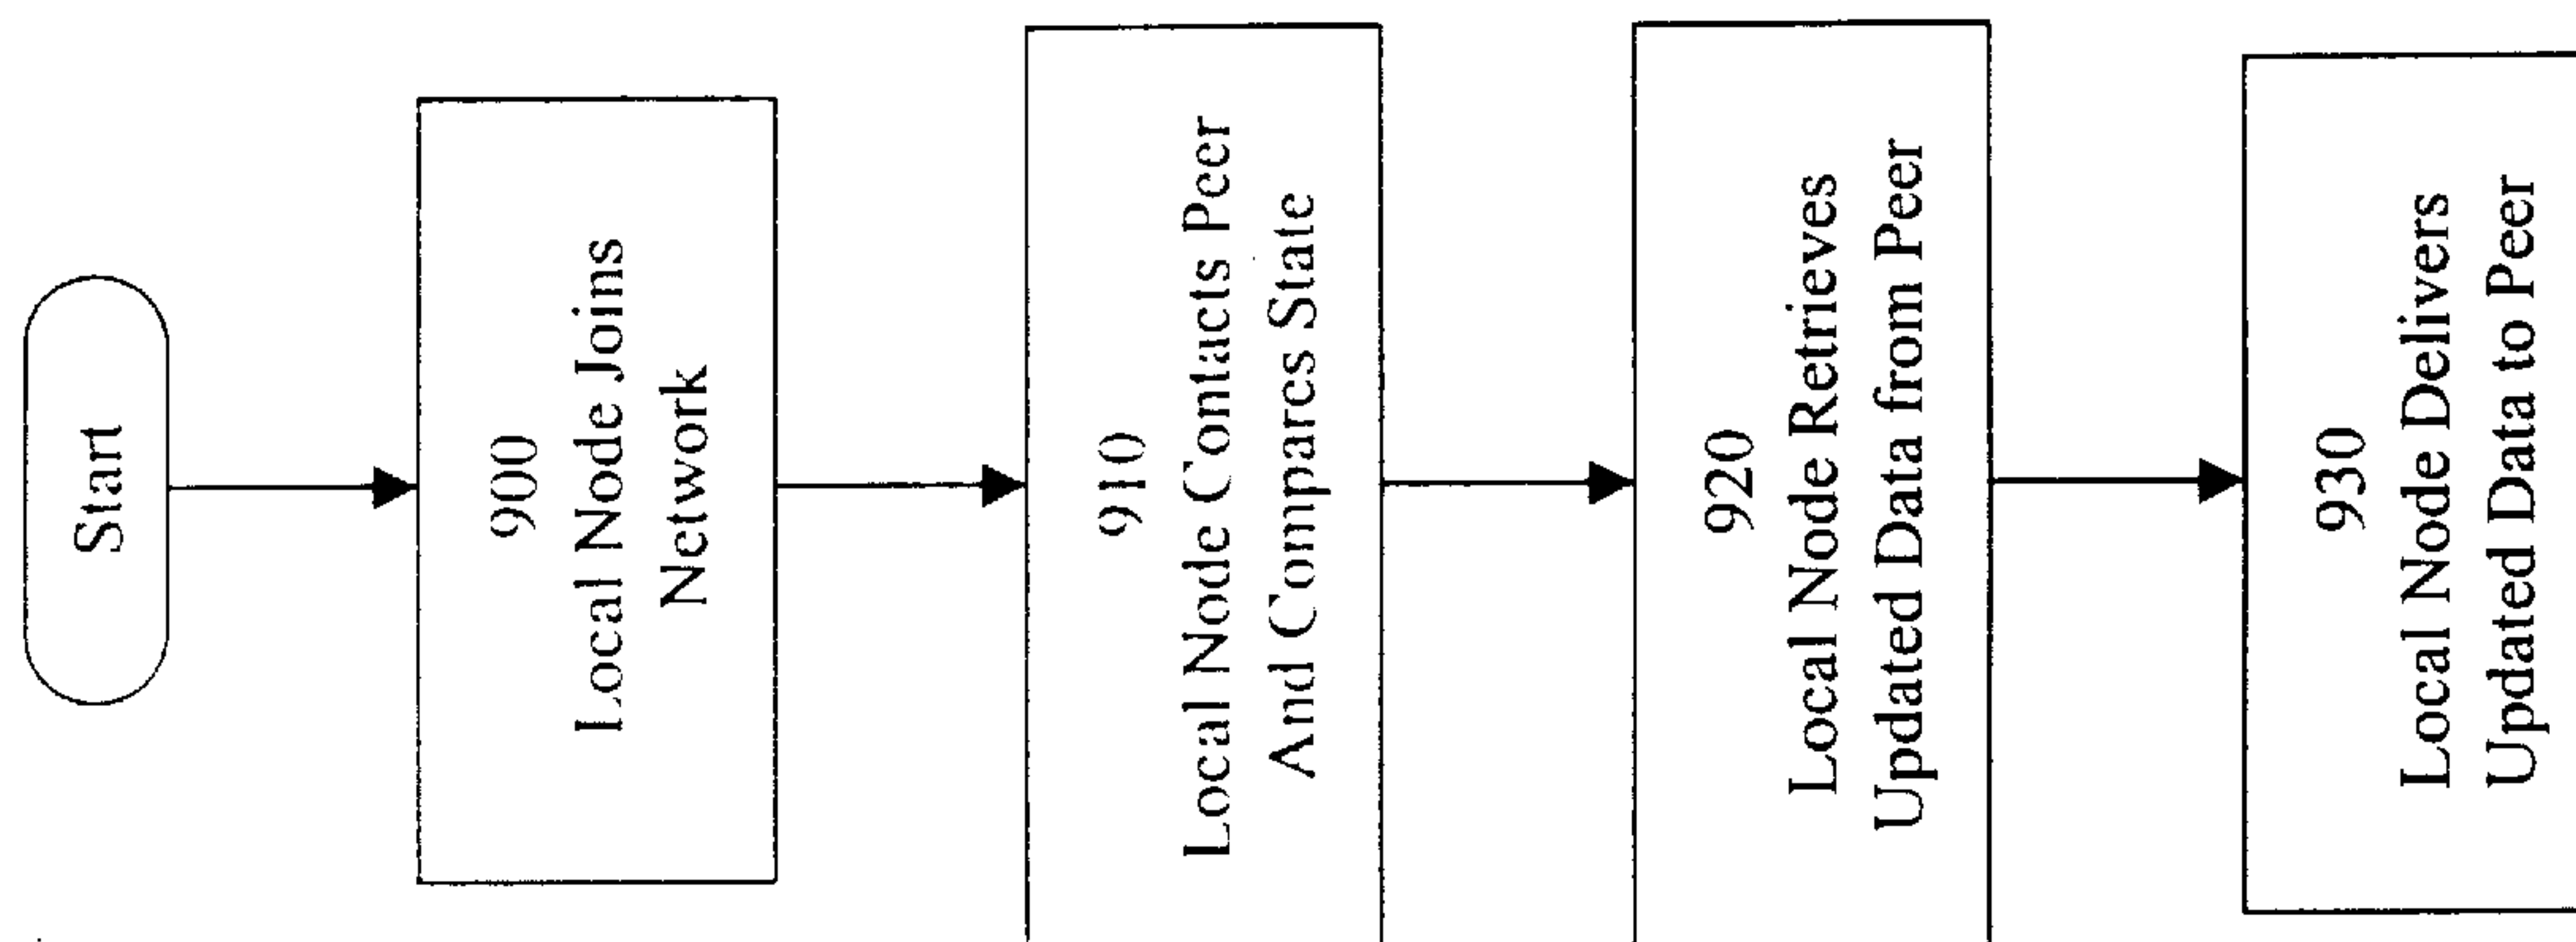 Start
900
Local Node Joins
Network
910
Local Node Contacts Peer
And Compares State
920
Local Node Retrieves
Updated Data from Peer
930
Local Node Delivers
Updated Data to Peer